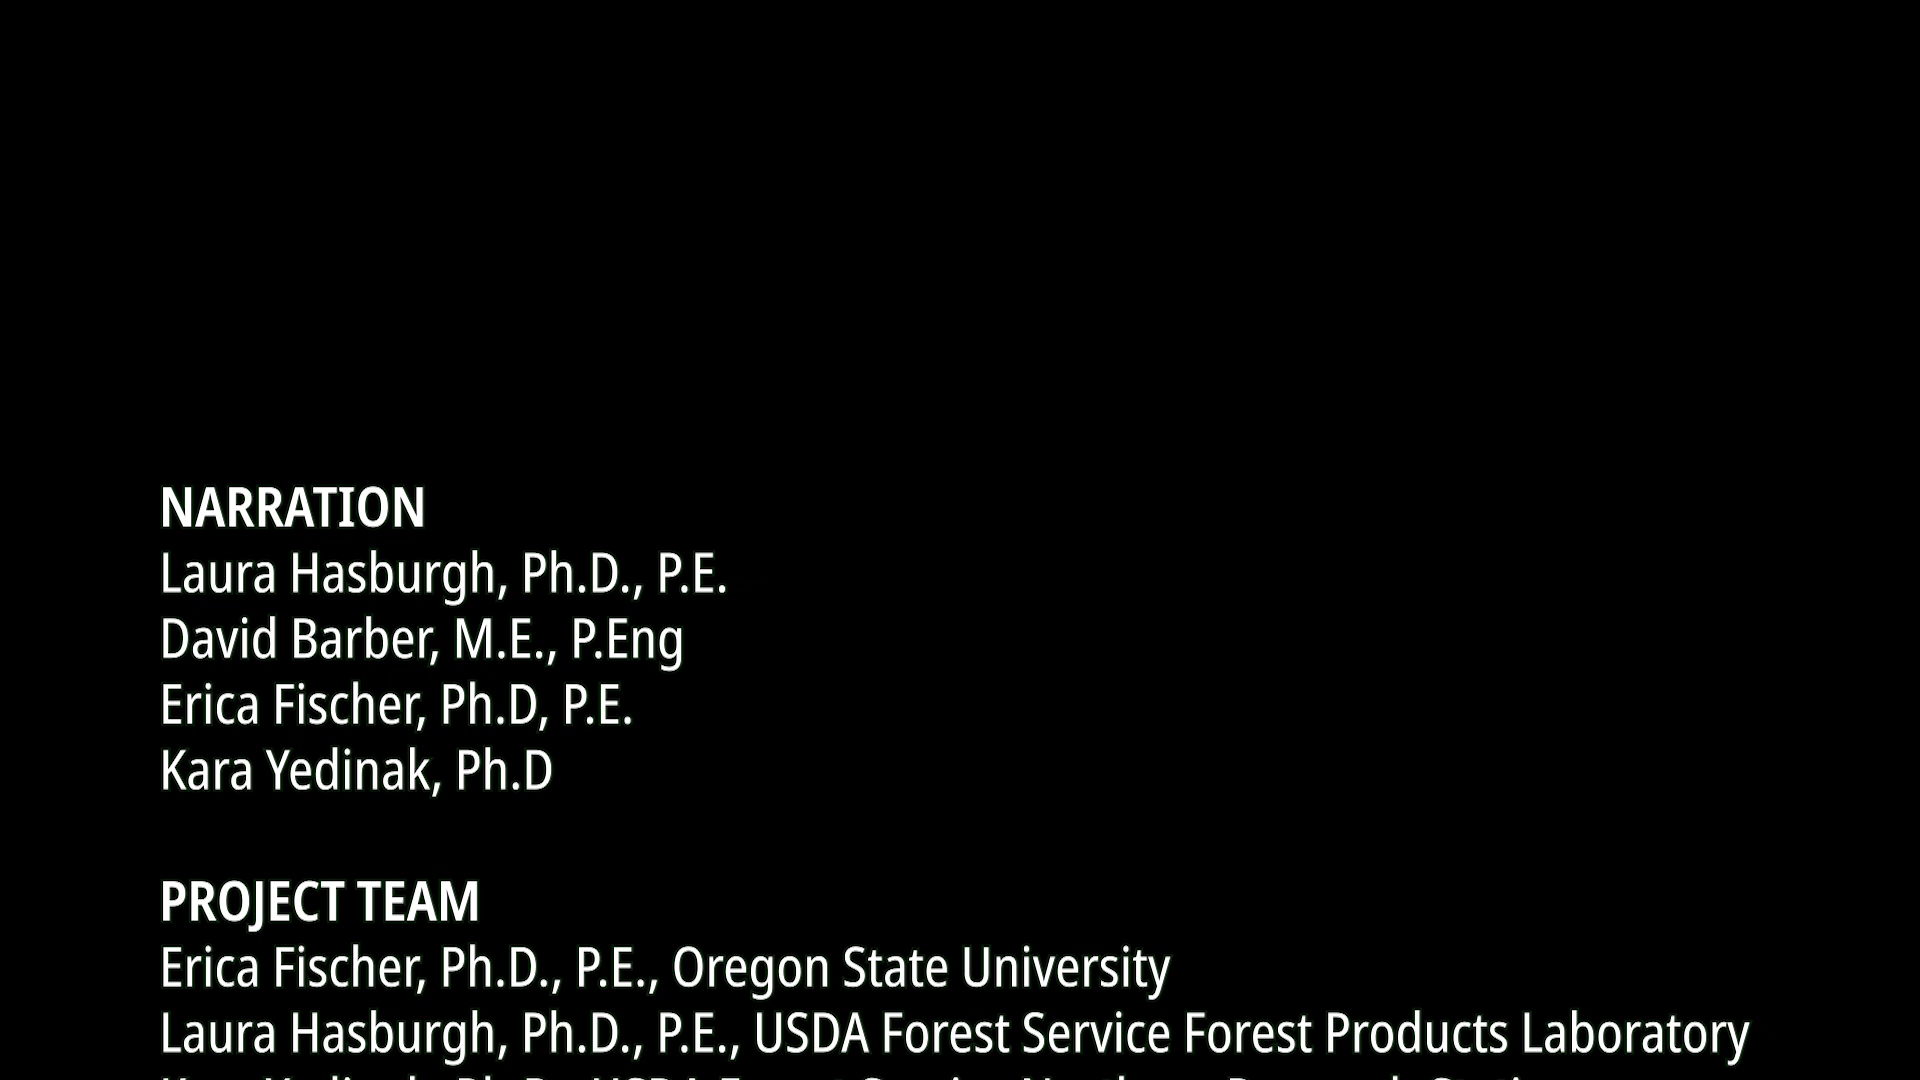 NARRATION
Laura Hasburgh, Ph.D., P.E.
David Barber, M.E., P.Eng
Erica Fischer, Ph.D, P.E.
Kara Yedinak, Ph.D
PROJECT TEAM
Erica Fischer, Ph.D., P.E., Oregon State University
Laura Hasburgh, Ph.D., P.E., USDA Forest Service Forest Products Laboratory